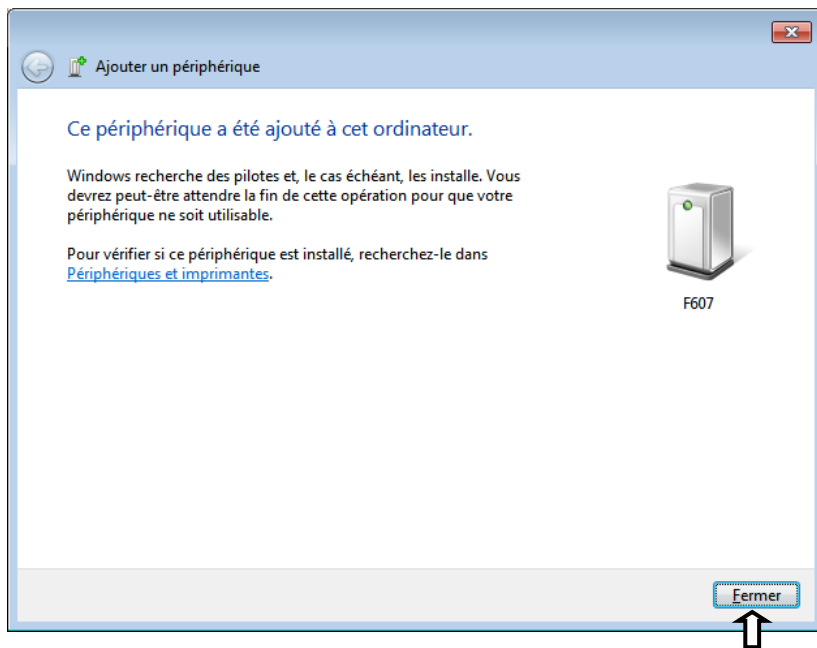 Ajouter un périphérique
Ce périphérique a été ajouté à cet ordinateur.
Windows recherche des pilotes et, le cas échéant, les installe. Vous
devrez peut-être attendre la fin de cette opération pour que votre
périphérique ne soit utilisable.
Pour vérifier si ce périphérique est installé, recherchez-le dans
Périphériques et imprimantes.
F607
Fermer